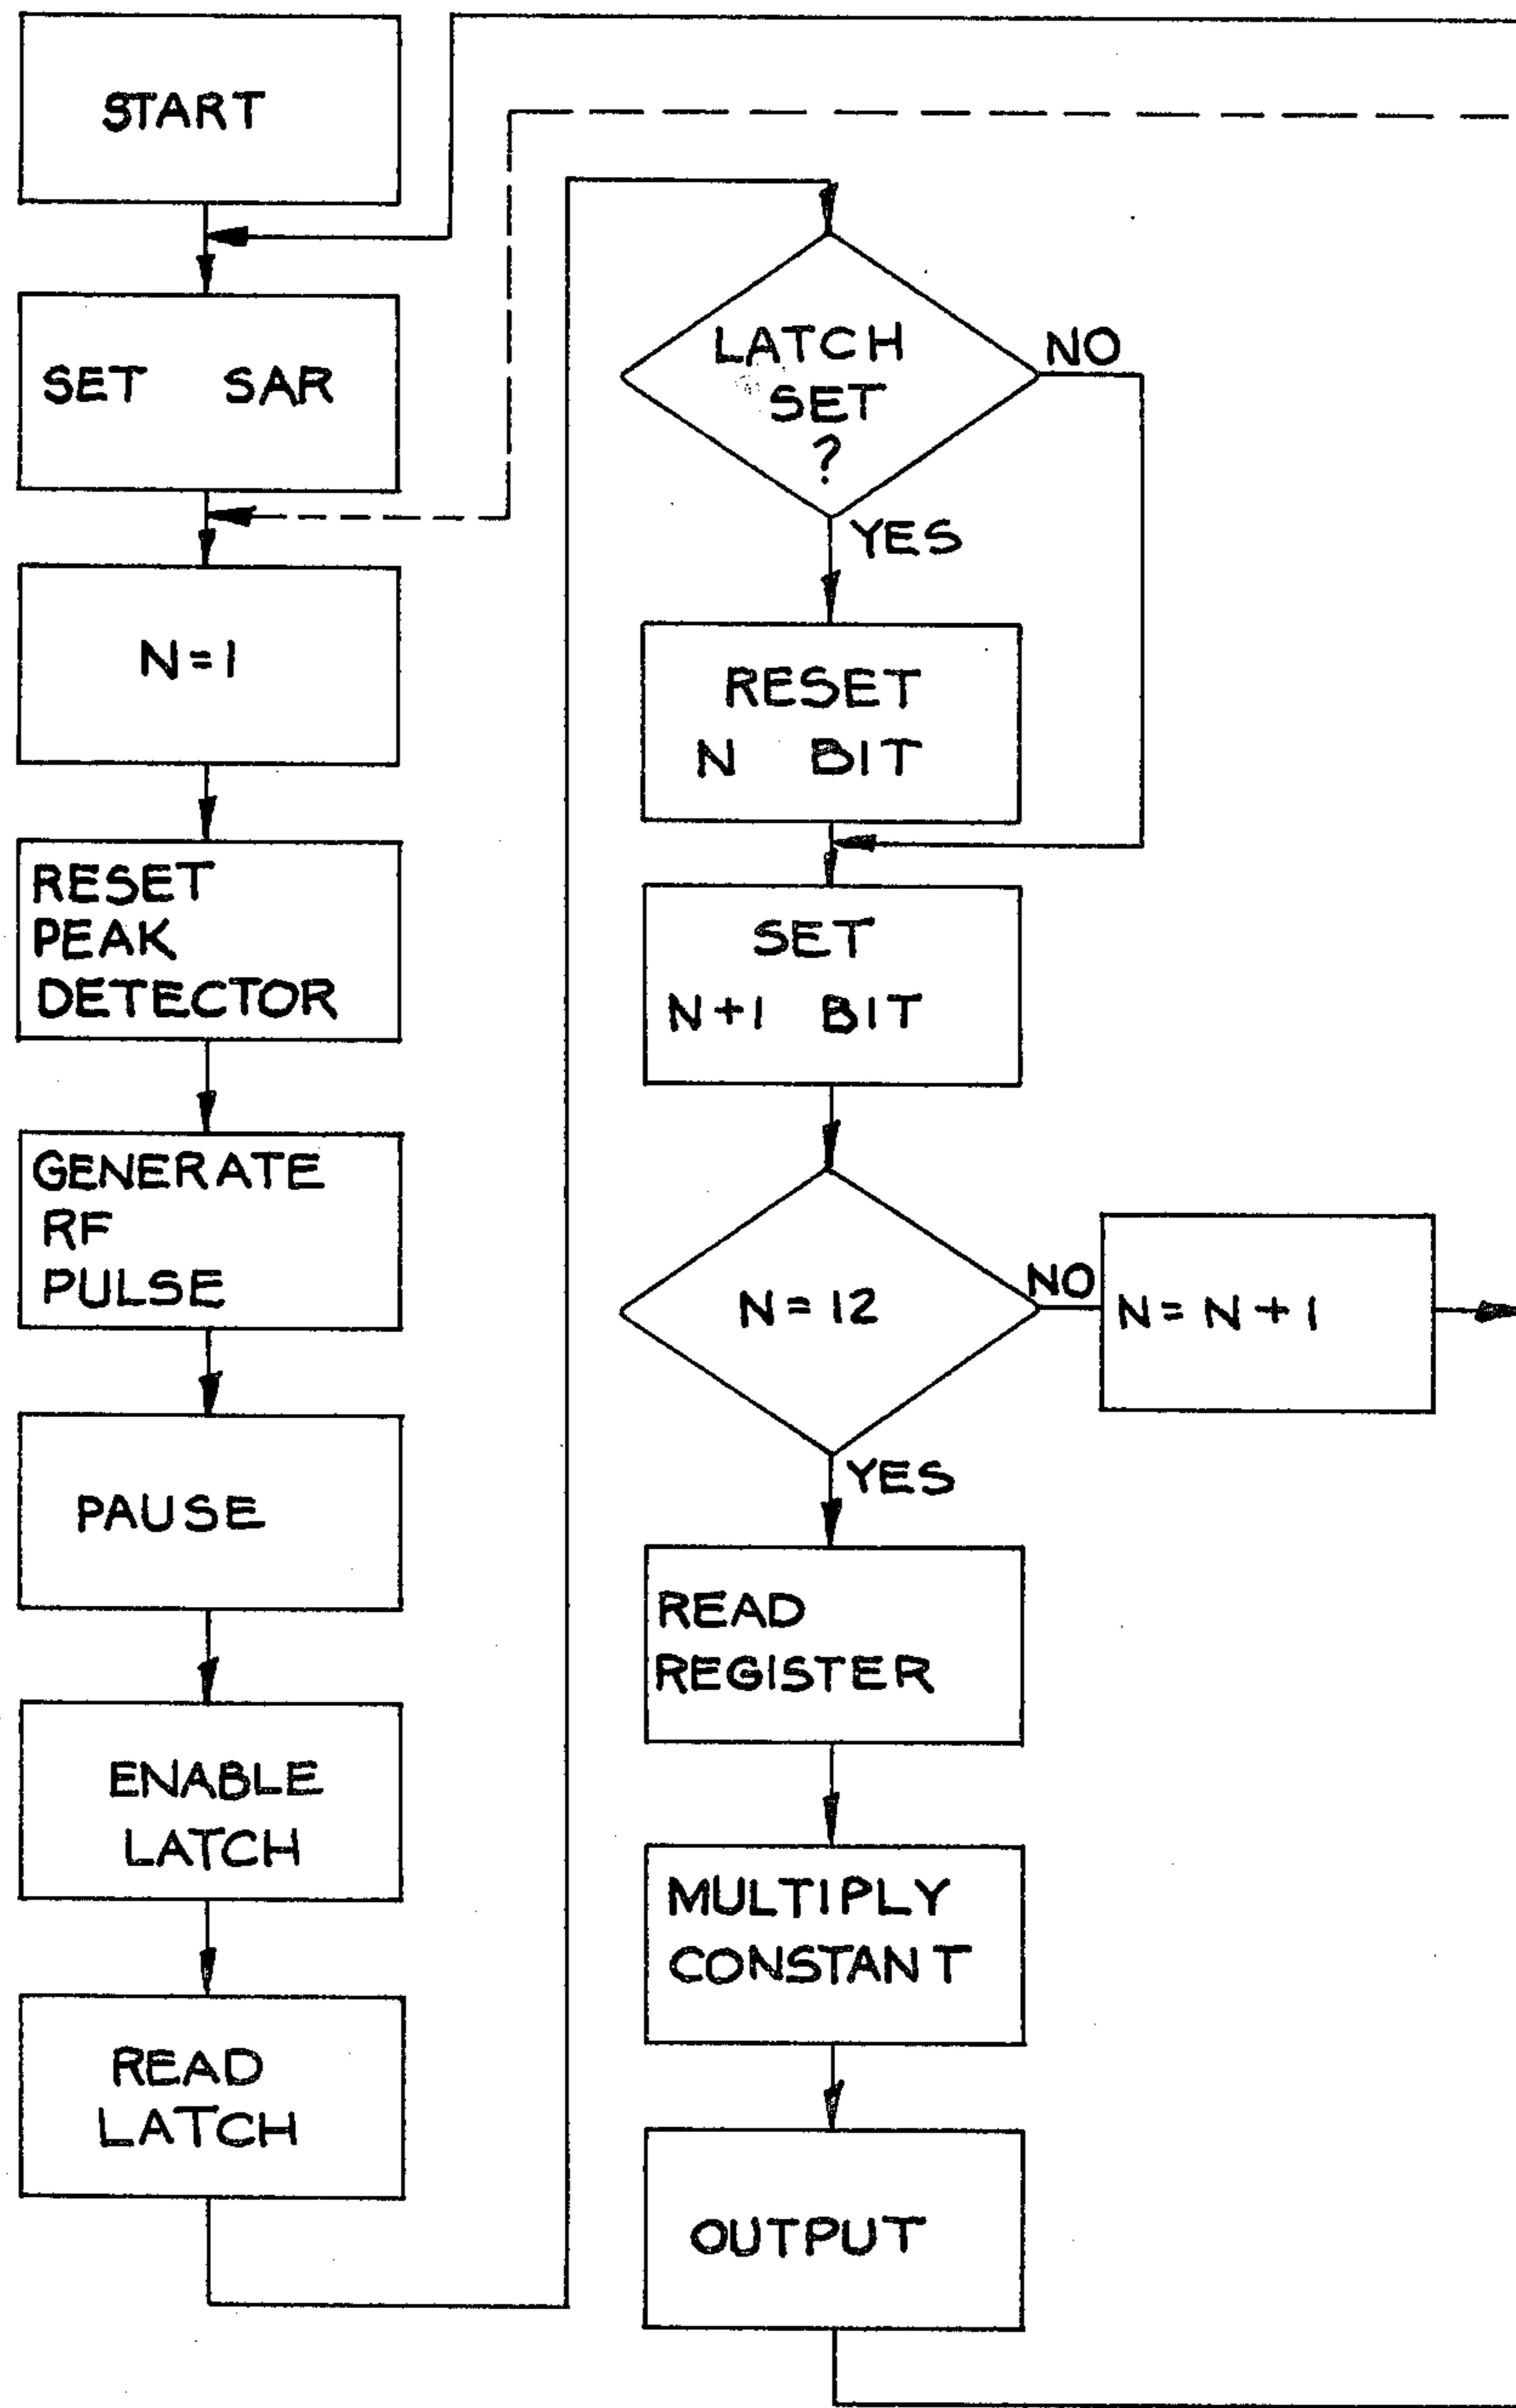 START
SET SAR
N=1
RESET
PEAK
DETECTOR
GENERATE
RF
PULSE
PAUSE
ENABLE
LATCH
READ
LATCH
LATCH
SET
?
NO
YES
RESET
N BIT
SET
N+1 BIT
N=12
NO
N=N+1
YES
READ
REGISTER
MULTIPLY
CONSTANT
OUTPUT